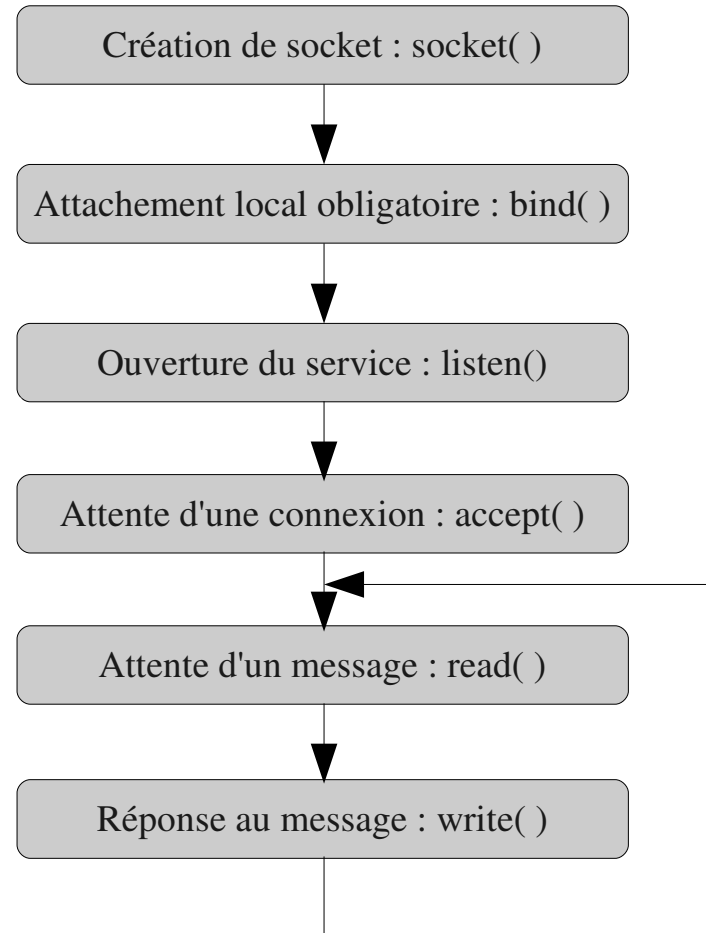 Création de socket : socket( )
Attachement local obligatoire : bind( )
Ouverture du service : listen()
Attente d'une connexion : accept( )
Attente d'un message : read( )
Réponse au message : write( )